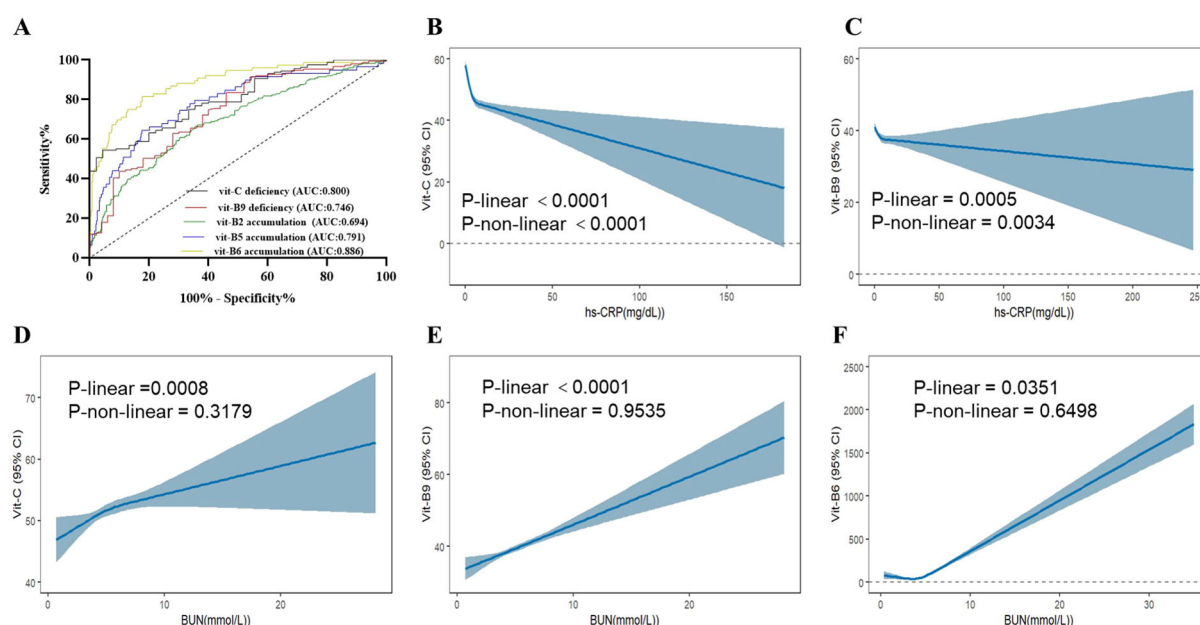 A
100
80
60
40
20
0
0 20 40 60 80 100
Sensitivity%
100% - Specificity%
vit-C deficiency (AUC:0.800)
vit-B9 deficiency (AUC:0.746)
vit-B2 accumulation (AUC:0.694)
vit-B5 accumulation (AUC:0.791)
vit-B6 accumulation (AUC:0.886)
B
60
40
20
0
0 50 100 150
Vit-C (95% CI)
hs-CRP(mg/dL))
P-linear < 0.0001
P-non-linear < 0.0001
C
60
40
20
0
0 50 100 150 200 250
Vit-B9 (95% CI)
hs-CRP(mg/dL))
P-linear = 0.0005
P-non-linear = 0.0034
D
70
60
50
40
0 10 20
Vit-C (95% CI)
BUN(mmol/L))
P-linear =0.0008
P-non-linear = 0.3179
E
80
60
40
0 10 20
Vit-B9 (95% CI)
BUN(mmol/L))
P-linear < 0.0001
P-non-linear = 0.9535
F
2500
2000
1500
1000
500
0
0 10 20 30
Vit-B6 (95% CI)
BUN(mmol/L))
P-linear = 0.0351
P-non-linear = 0.6498